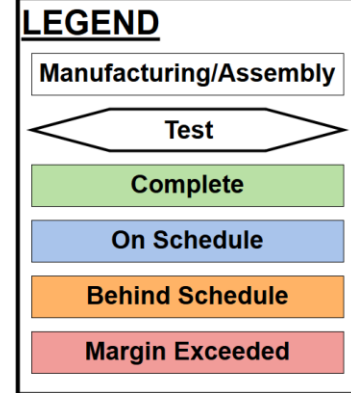 LEGEND
Manufacturing/Assembly
Test
Complete
On Schedule
Behind Schedule
Margin Exceeded